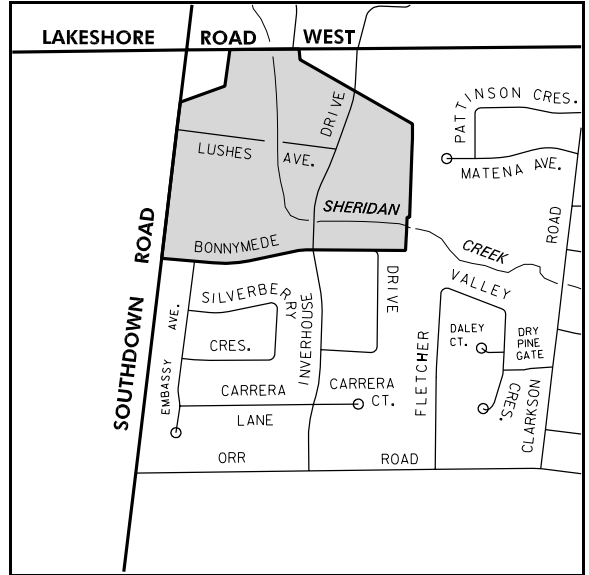 LAKESHORE ROAD WEST
PATTINSON CRES.
DRIVE
LUSHES AVE.
MATENA AVE.
SHERIDAN
CREEK
ROAD
BONNYMEDE
DRIVE
SOUTHDOWN ROAD
VALLEY
SILVERBERRY
CRES.
EMBASSY AVE.
INVERHOUSE
DALEY
CT.
DRY
PINE
GATE
FLETCHER
CARRERA
LANE
CARRERA
CT.
CRES.
CLARKSON
ORR ROAD